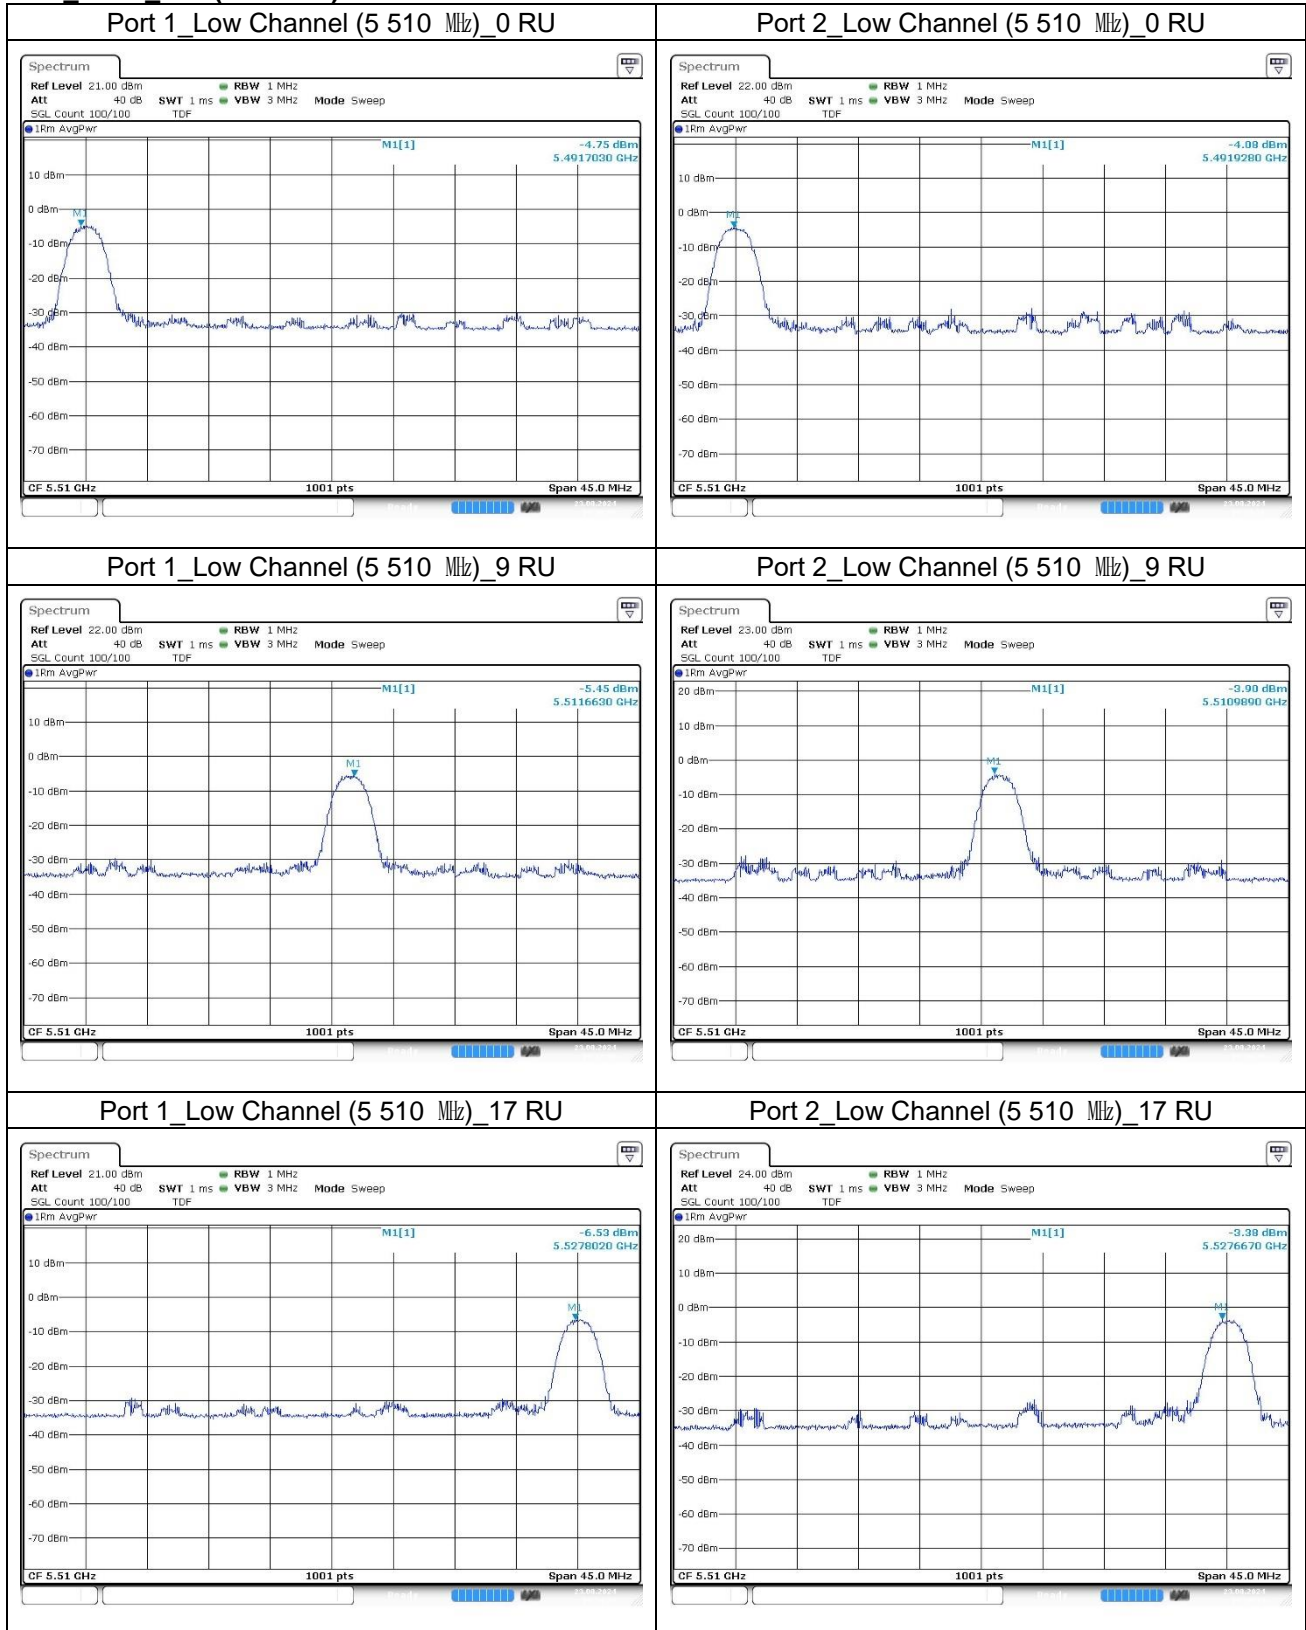 Port 1_Low Channel (5 510 ㎒)_0 RU
Port 2_Low Channel (5 510 ㎒)_0 RU
Spectrum
Ref Level 21.00 dBm RBW 1 MHz
Att 40 dB SWT 1 ms VBW 3 MHz Mode Sweep
SGL Count 100/100 TDF
1Rm AvgPwr
M1[1] -4.75 dBm
5.4917030 GHz
10 dBm
0 dBm
M1
-10 dBm
-20 dBm
-30 dBm
-40 dBm
-50 dBm
-60 dBm
-70 dBm
CF 5.51 GHz 1001 pts Span 45.0 MHz
Spectrum
Ref Level 22.00 dBm RBW 1 MHz
Att 40 dB SWT 1 ms VBW 3 MHz Mode Sweep
SGL Count 100/100 TDF
1Rm AvgPwr
M1[1] -4.08 dBm
5.4919280 GHz
10 dBm
0 dBm
M1
-10 dBm
-20 dBm
-30 dBm
-40 dBm
-50 dBm
-60 dBm
-70 dBm
CF 5.51 GHz 1001 pts Span 45.0 MHz
Port 1_Low Channel (5 510 ㎒)_9 RU
Port 2_Low Channel (5 510 ㎒)_9 RU
Spectrum
Ref Level 22.00 dBm RBW 1 MHz
Att 40 dB SWT 1 ms VBW 3 MHz Mode Sweep
SGL Count 100/100 TDF
1Rm AvgPwr
M1[1] -5.45 dBm
5.5116630 GHz
10 dBm
0 dBm
M1
-10 dBm
-20 dBm
-30 dBm
-40 dBm
-50 dBm
-60 dBm
-70 dBm
CF 5.51 GHz 1001 pts Span 45.0 MHz
Spectrum
Ref Level 23.00 dBm RBW 1 MHz
Att 40 dB SWT 1 ms VBW 3 MHz Mode Sweep
SGL Count 100/100 TDF
1Rm AvgPwr
20 dBm M1[1] -3.90 dBm
5.5109890 GHz
10 dBm
0 dBm
M1
-10 dBm
-20 dBm
-30 dBm
-40 dBm
-50 dBm
-60 dBm
-70 dBm
CF 5.51 GHz 1001 pts Span 45.0 MHz
Port 1_Low Channel (5 510 ㎒)_17 RU
Port 2_Low Channel (5 510 ㎒)_17 RU
Spectrum
Ref Level 21.00 dBm RBW 1 MHz
Att 40 dB SWT 1 ms VBW 3 MHz Mode Sweep
SGL Count 100/100 TDF
1Rm AvgPwr
M1[1] -6.53 dBm
5.5278020 GHz
10 dBm
0 dBm
M1
-10 dBm
-20 dBm
-30 dBm
-40 dBm
-50 dBm
-60 dBm
-70 dBm
CF 5.51 GHz 1001 pts Span 45.0 MHz
Spectrum
Ref Level 24.00 dBm RBW 1 MHz
Att 40 dB SWT 1 ms VBW 3 MHz Mode Sweep
SGL Count 100/100 TDF
1Rm AvgPwr
20 dBm M1[1] -3.38 dBm
5.5276670 GHz
10 dBm
0 dBm
M1
-10 dBm
-20 dBm
-30 dBm
-40 dBm
-50 dBm
-60 dBm
-70 dBm
CF 5.51 GHz 1001 pts Span 45.0 MHz